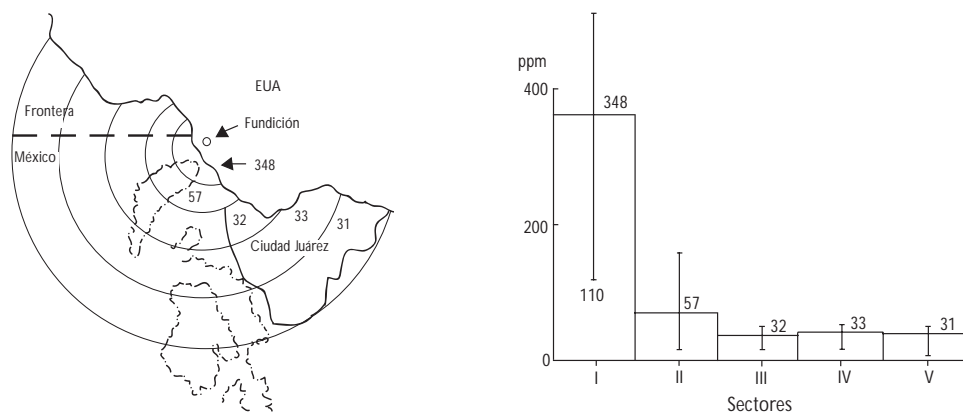 EUA
Frontera
Fundición
México
348
57
32
33
31
Ciudad Juárez
ppm
400
200
0
348
110
57
32
33
31
I II III IV V
Sectores